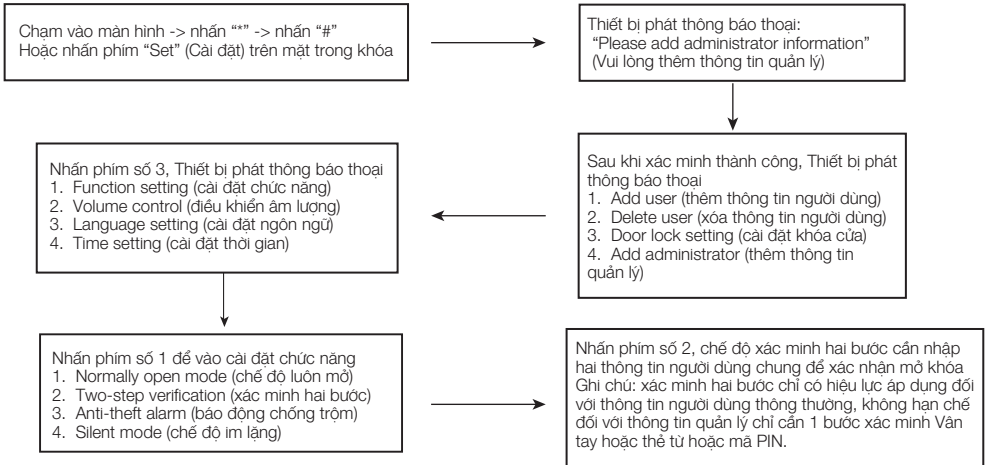 Chạm vào màn hình -> nhấn “*” -> nhấn “#”
Hoặc nhấn phím “Set” (Cài đặt) trên mặt trong khóa
Thiết bị phát thông báo thoại:
“Please add administrator information”
(Vui lòng thêm thông tin quản lý)
Sau khi xác minh thành công, Thiết bị phát
thông báo thoại
1. Add user (thêm thông tin người dùng)
2. Delete user (xóa thông tin người dùng)
3. Door lock setting (cài đặt khóa cửa)
4. Add administrator (thêm thông tin
quản lý)
Nhấn phím số 3, Thiết bị phát thông báo thoại
1. Function setting (cài đặt chức năng)
2. Volume control (điều khiển âm lượng)
3. Language setting (cài đặt ngôn ngữ)
4. Time setting (cài đặt thời gian)
Nhấn phím số 1 để vào cài đặt chức năng
1. Normally open mode (chế độ luôn mở)
2. Two-step verification (xác minh hai bước)
3. Anti-theft alarm (báo động chống trộm)
4. Silent mode (chế độ im lặng)
Nhấn phím số 2, chế độ xác minh hai bước cần nhập
hai thông tin người dùng chung để xác nhận mở khóa
Ghi chú: xác minh hai bước chỉ có hiệu lực áp dụng đối
với thông tin người dùng thông thường, không hạn chế
đối với thông tin quản lý chỉ cần 1 bước xác minh Vân
tay hoặc thẻ từ hoặc mã PIN.